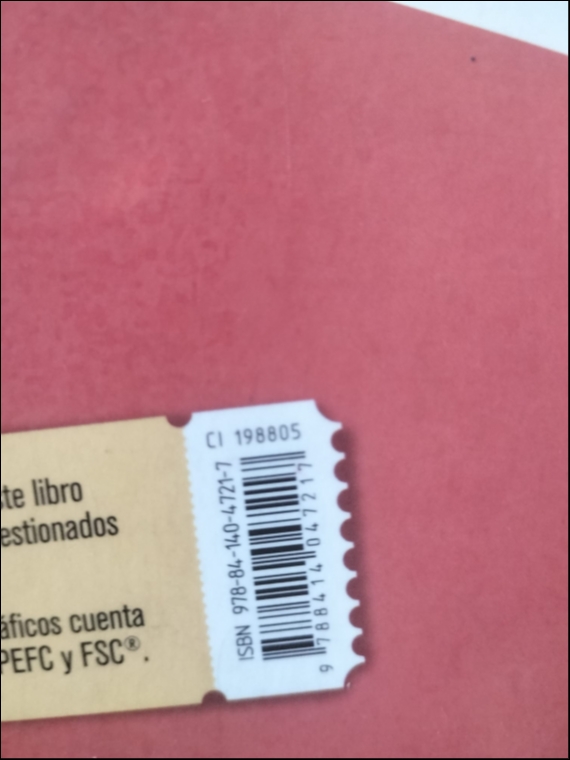 te libro
estionados
áficos cuenta
PEFC y FSC®.
CI 198805
ISBN 978-84-140-4721-7
9 788414 047217